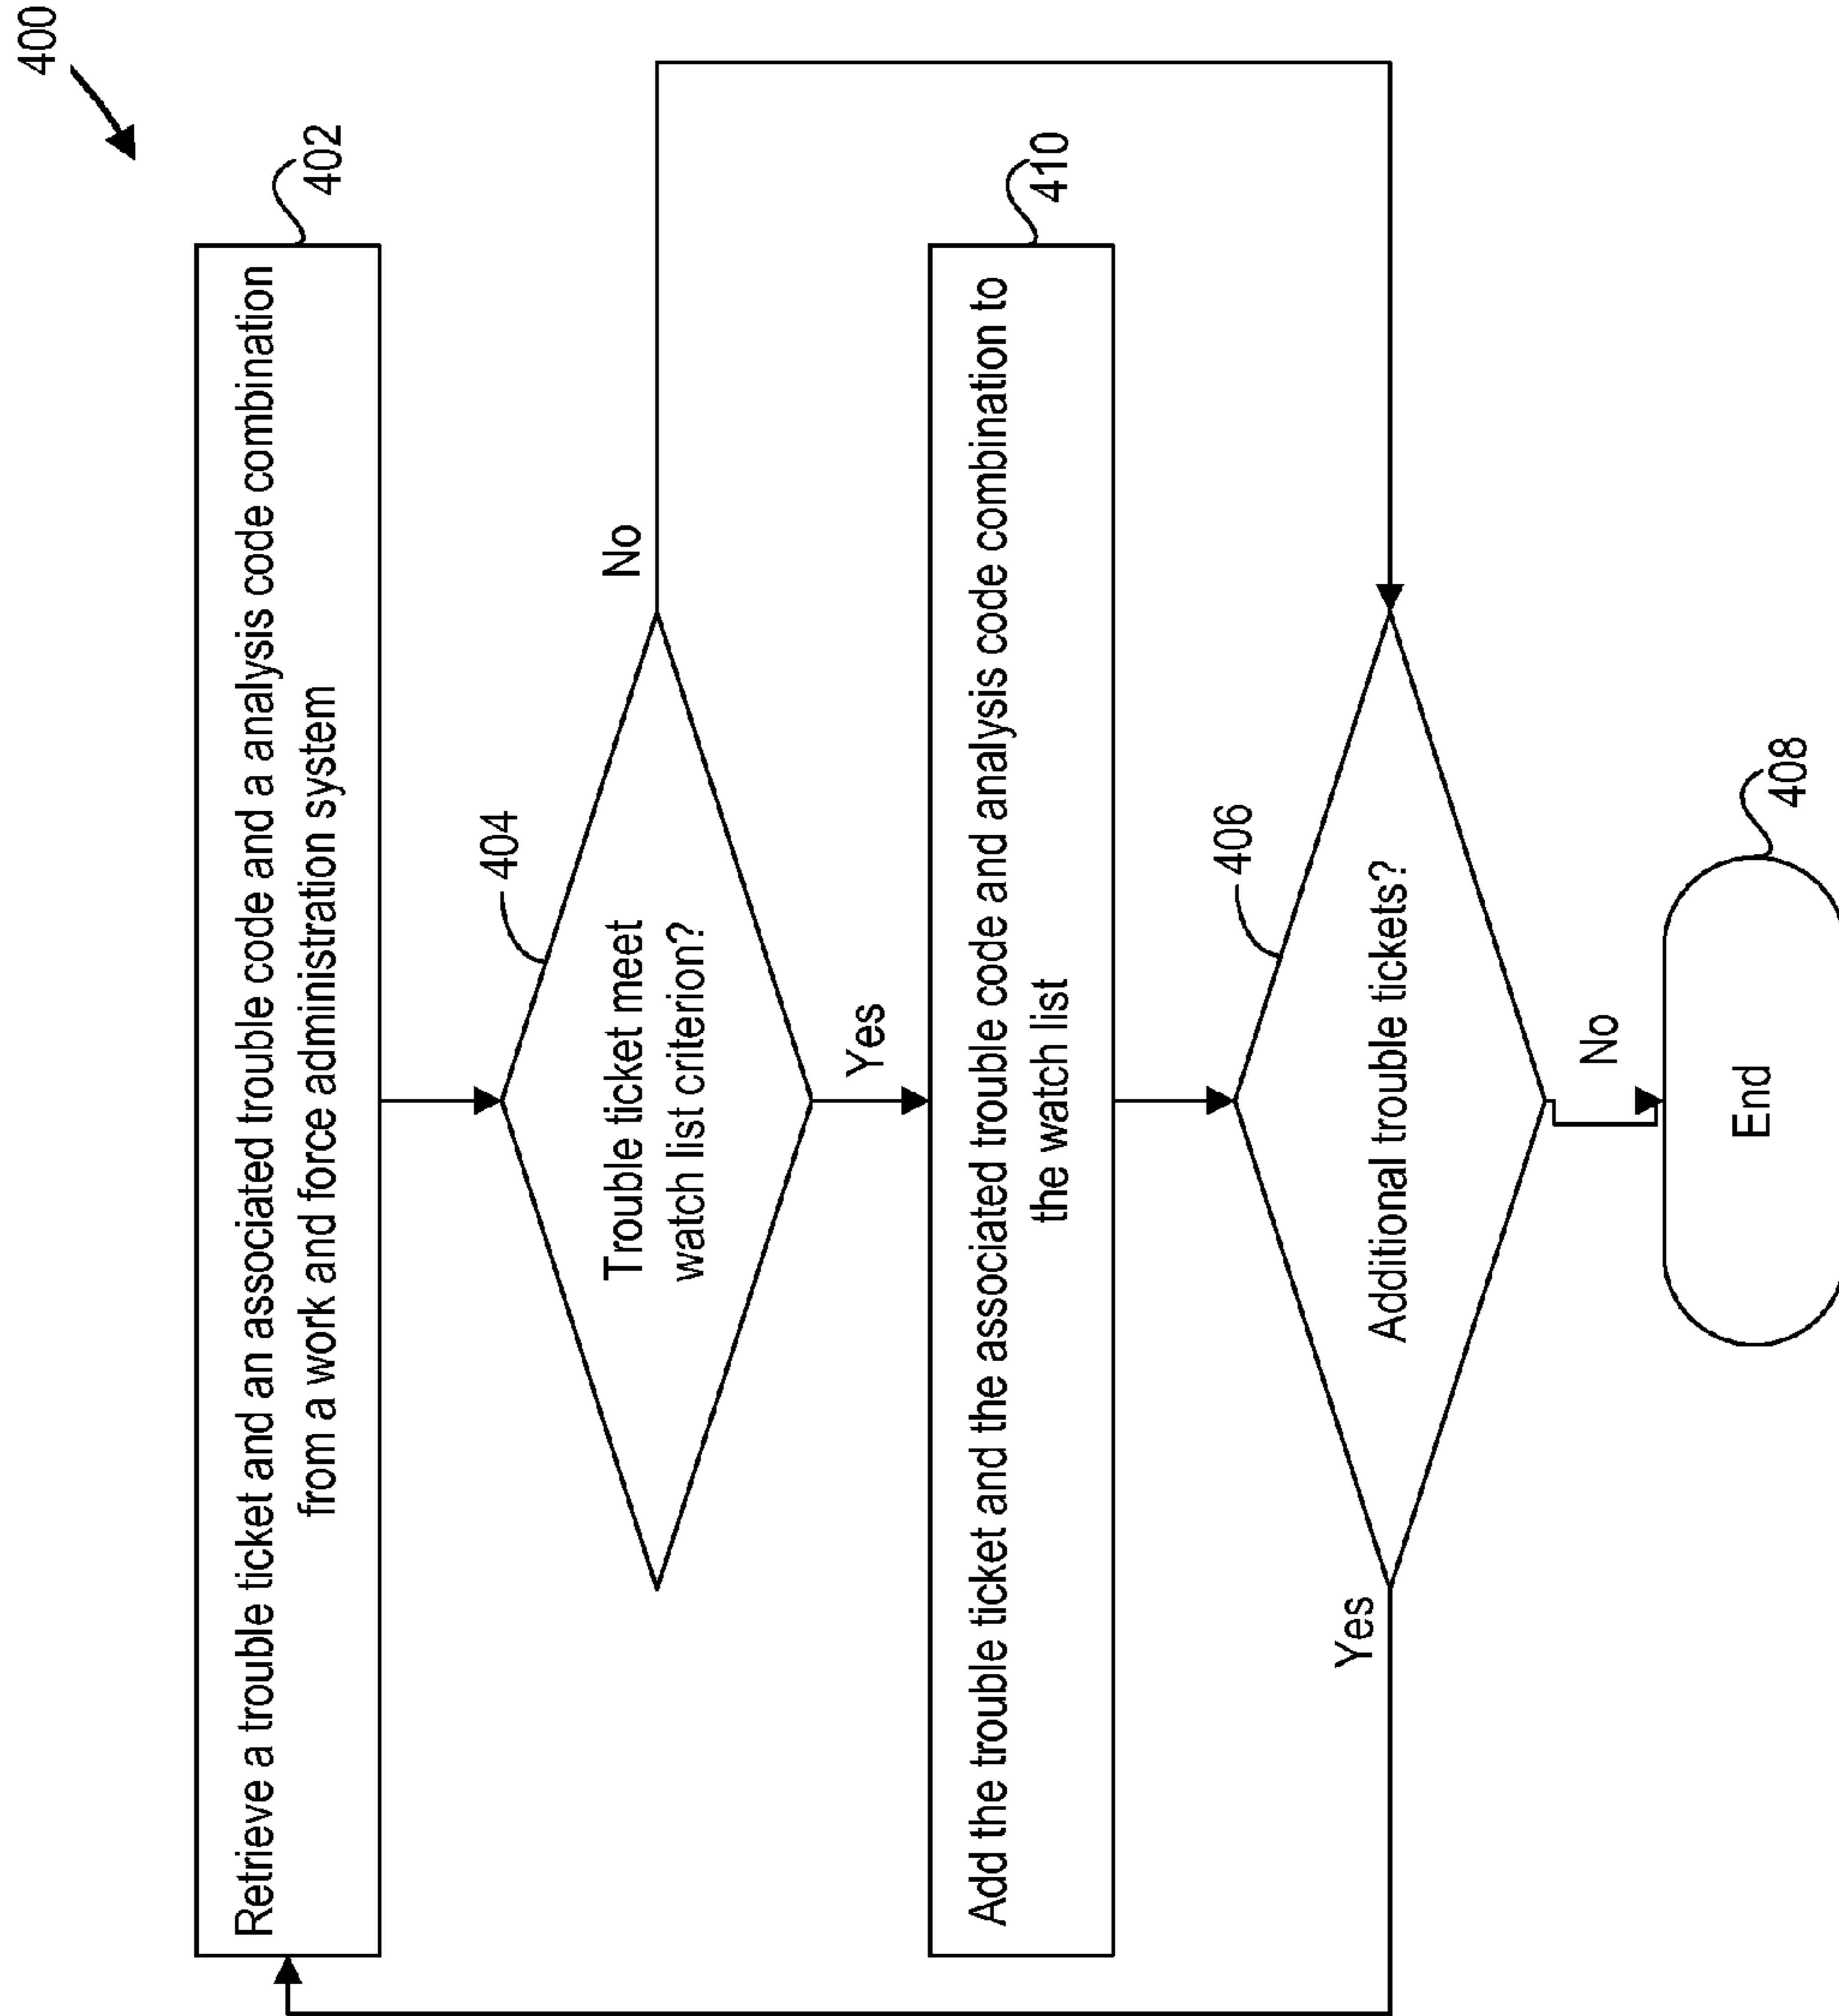 400
Retrieve a trouble ticket and an associated trouble code and a analysis code combination
from a work and force administration system
402
404
Trouble ticket meet
watch list criterion?
No
Yes
Add the trouble ticket and the associated trouble code and analysis code combination to
the watch list
410
406
Additional trouble tickets?
Yes
No
End
408